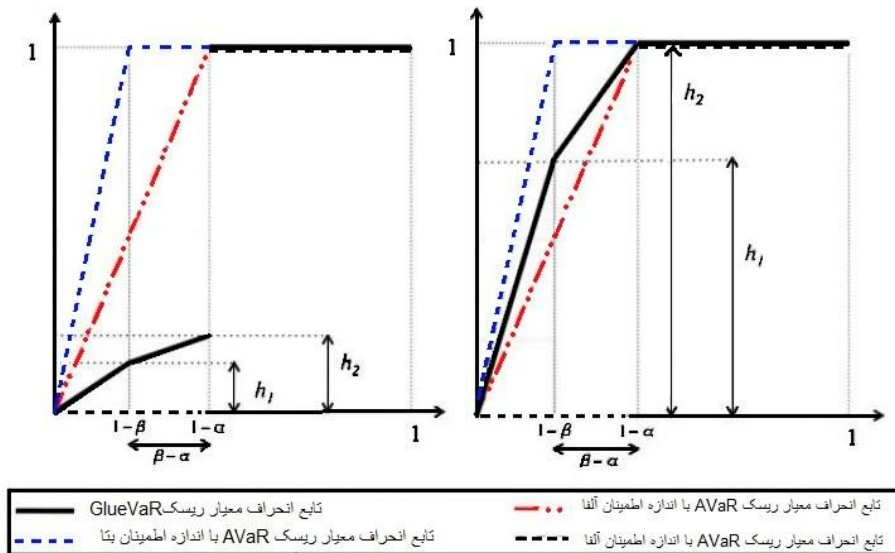 1
h₂
h₁
1-β
1-α
1
β-α
1
h₂
h₁
1-β
1-α
1
β-α
تابع انحراف معیار ریسک GlueVaR
تابع انحراف معیار ریسک AVaR با اندازه اطمینان آلفا
تابع انحراف معیار ریسک AVaR با اندازه اطمینان بتا
تابع انحراف معیار ریسک AVaR با اندازه اطمینان آلفا